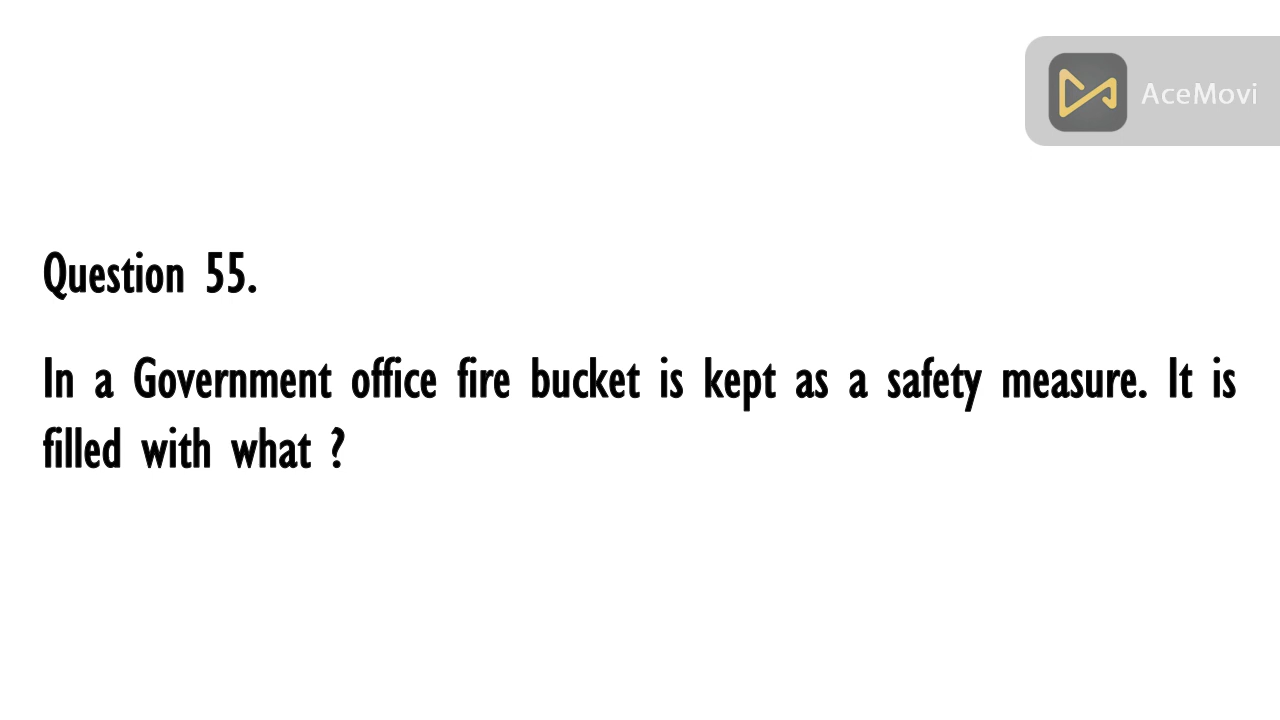 AceMovi
Question 55.
In a Government office fire bucket is kept as a safety measure. It is
filled with what ?